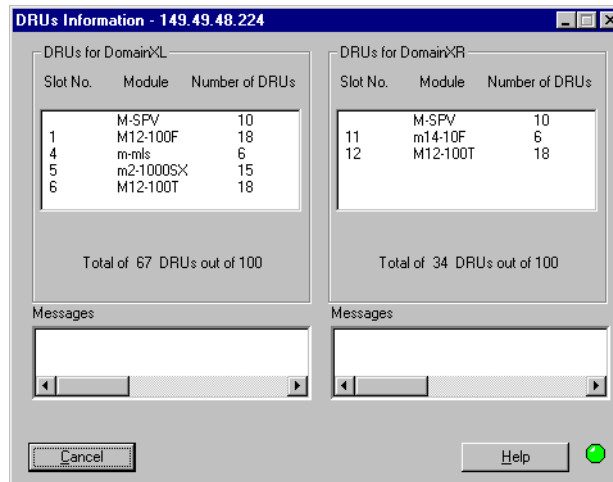 DRUs Information - 149.49.48.224
DRUs for DomainXL
Slot No. Module Number of DRUs
M-SPV 10
1 M12-100F 18
4 m-mls 6
5 m2-1000SX 15
6 M12-100T 18
Total of 67 DRUs out of 100
Messages
DRUs for DomainXR
Slot No. Module Number of DRUs
M-SPV 10
11 m14-10F 6
12 M12-100T 18
Total of 34 DRUs out of 100
Messages
Cancel
Help